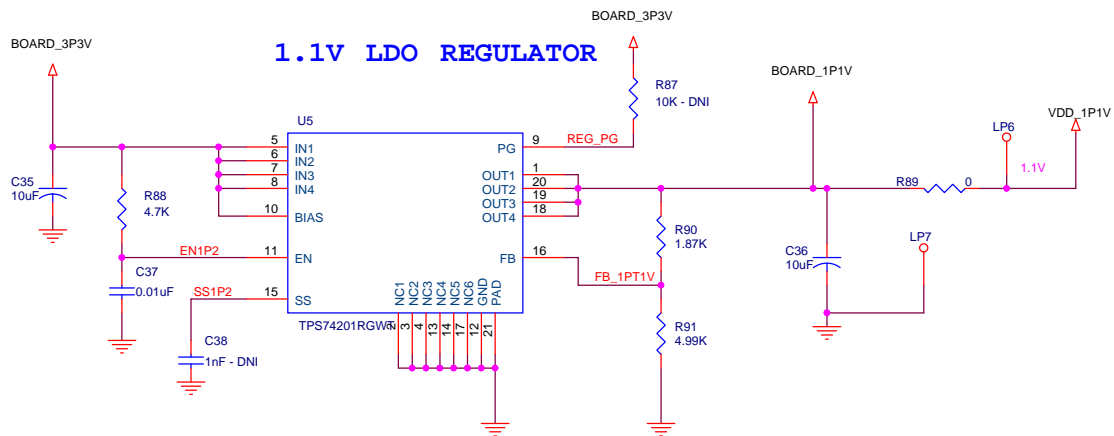 BOARD_3P3V
BOARD_3P3V
1.1V LDO REGULATOR
R87
10K - DNI
BOARD_1P1V
VDD_1P1V
LP6
1.1V
U5
5 IN1
6 IN2
7 IN3
8 IN4
10 BIAS
11 EN
15 SS
PG 9
REG_PG
OUT1 1
OUT2 20
OUT3 19
OUT4 18
FB 16
FB_1PT1V
C35
10uF
R88
4.7K
EN1P2
C37
0.01uF
SS1P2
C38
1nF - DNI
NC1 2
NC2 3
NC3 4
NC4 13
NC5 14
NC6 17
GND 12
PAD 21
R90
1.87K
R91
4.99K
R89 0
C36
10uF
LP7